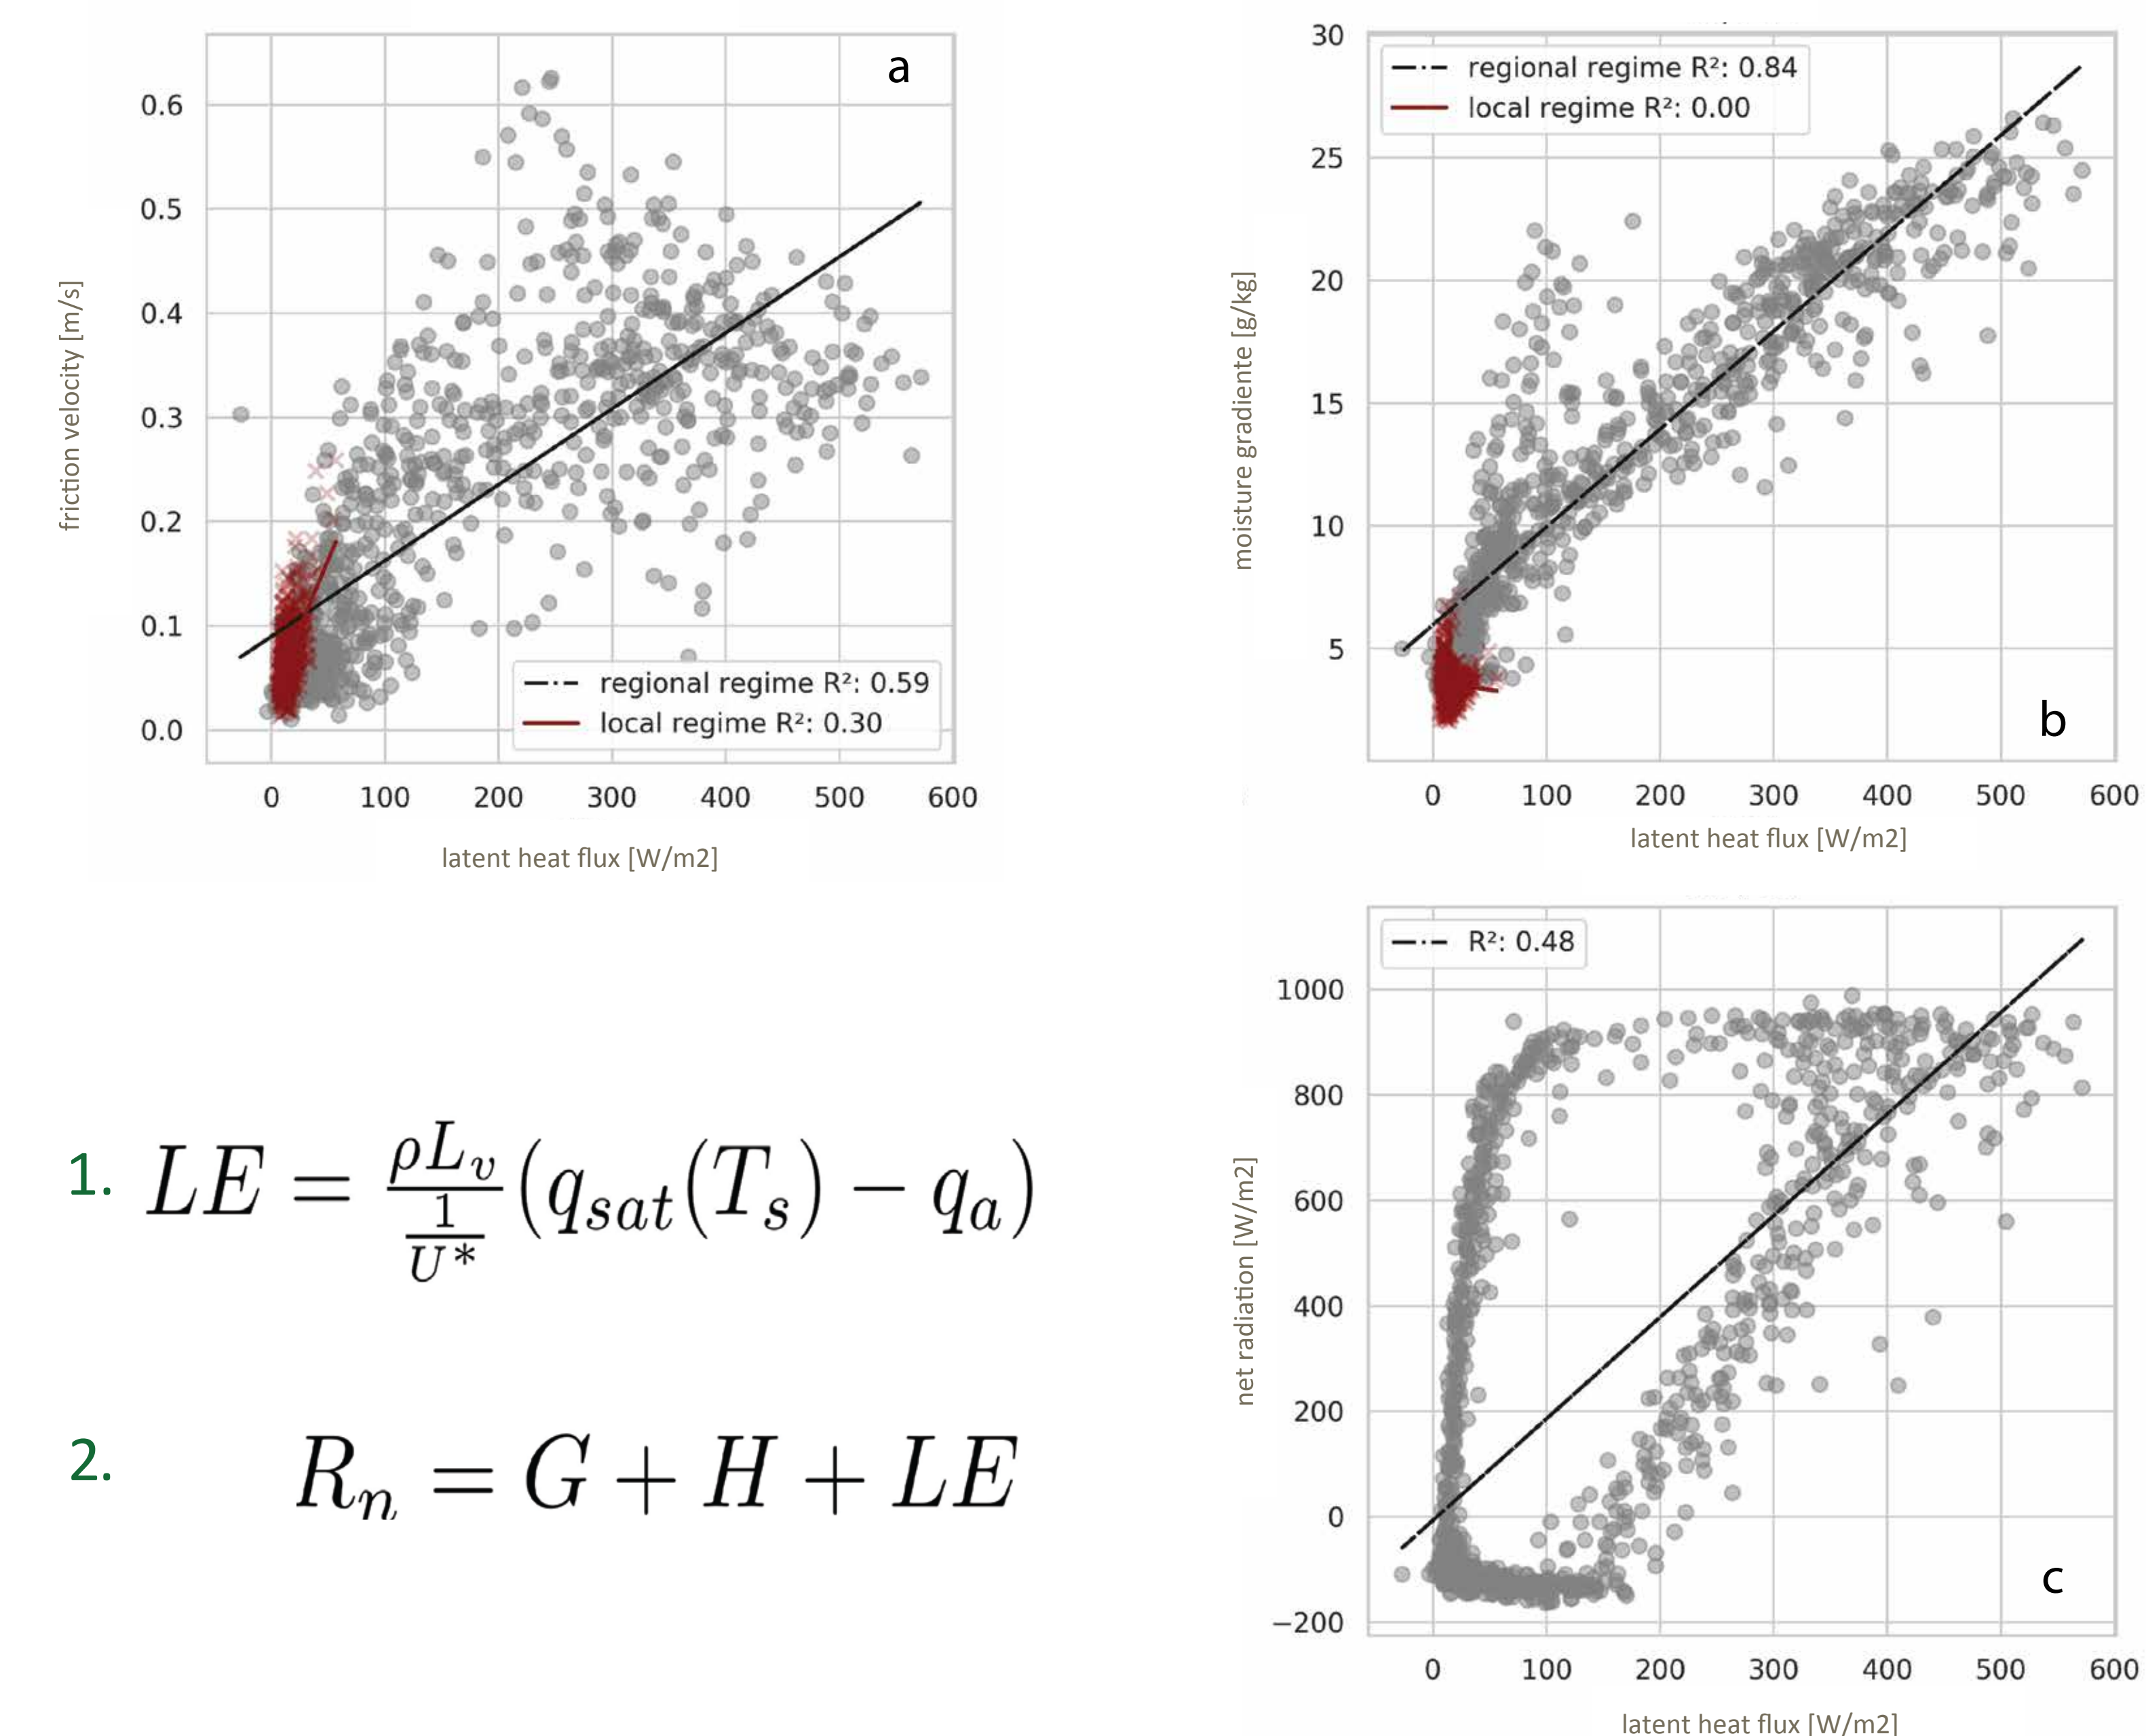 a
0.6
0.5
0.4
0.3
0.2
0.1
0.0
friction velocity [m/s]
regional regime R²: 0.59
local regime R²: 0.30
0 100 200 300 400 500 600
latent heat flux [W/m2]
30
25
20
15
10
5
moisture gradiente [g/kg]
regional regime R²: 0.84
local regime R²: 0.00
b
0 100 200 300 400 500 600
latent heat flux [W/m2]
R²: 0.48
1000
800
600
400
200
0
−200
net radiation [W/m2]
c
0 100 200 300 400 500 600
latent heat flux [W/m2]
1. LE = ρL_v / (1/U*) (q_sat(T_s) − q_a)
2. R_n = G + H + LE